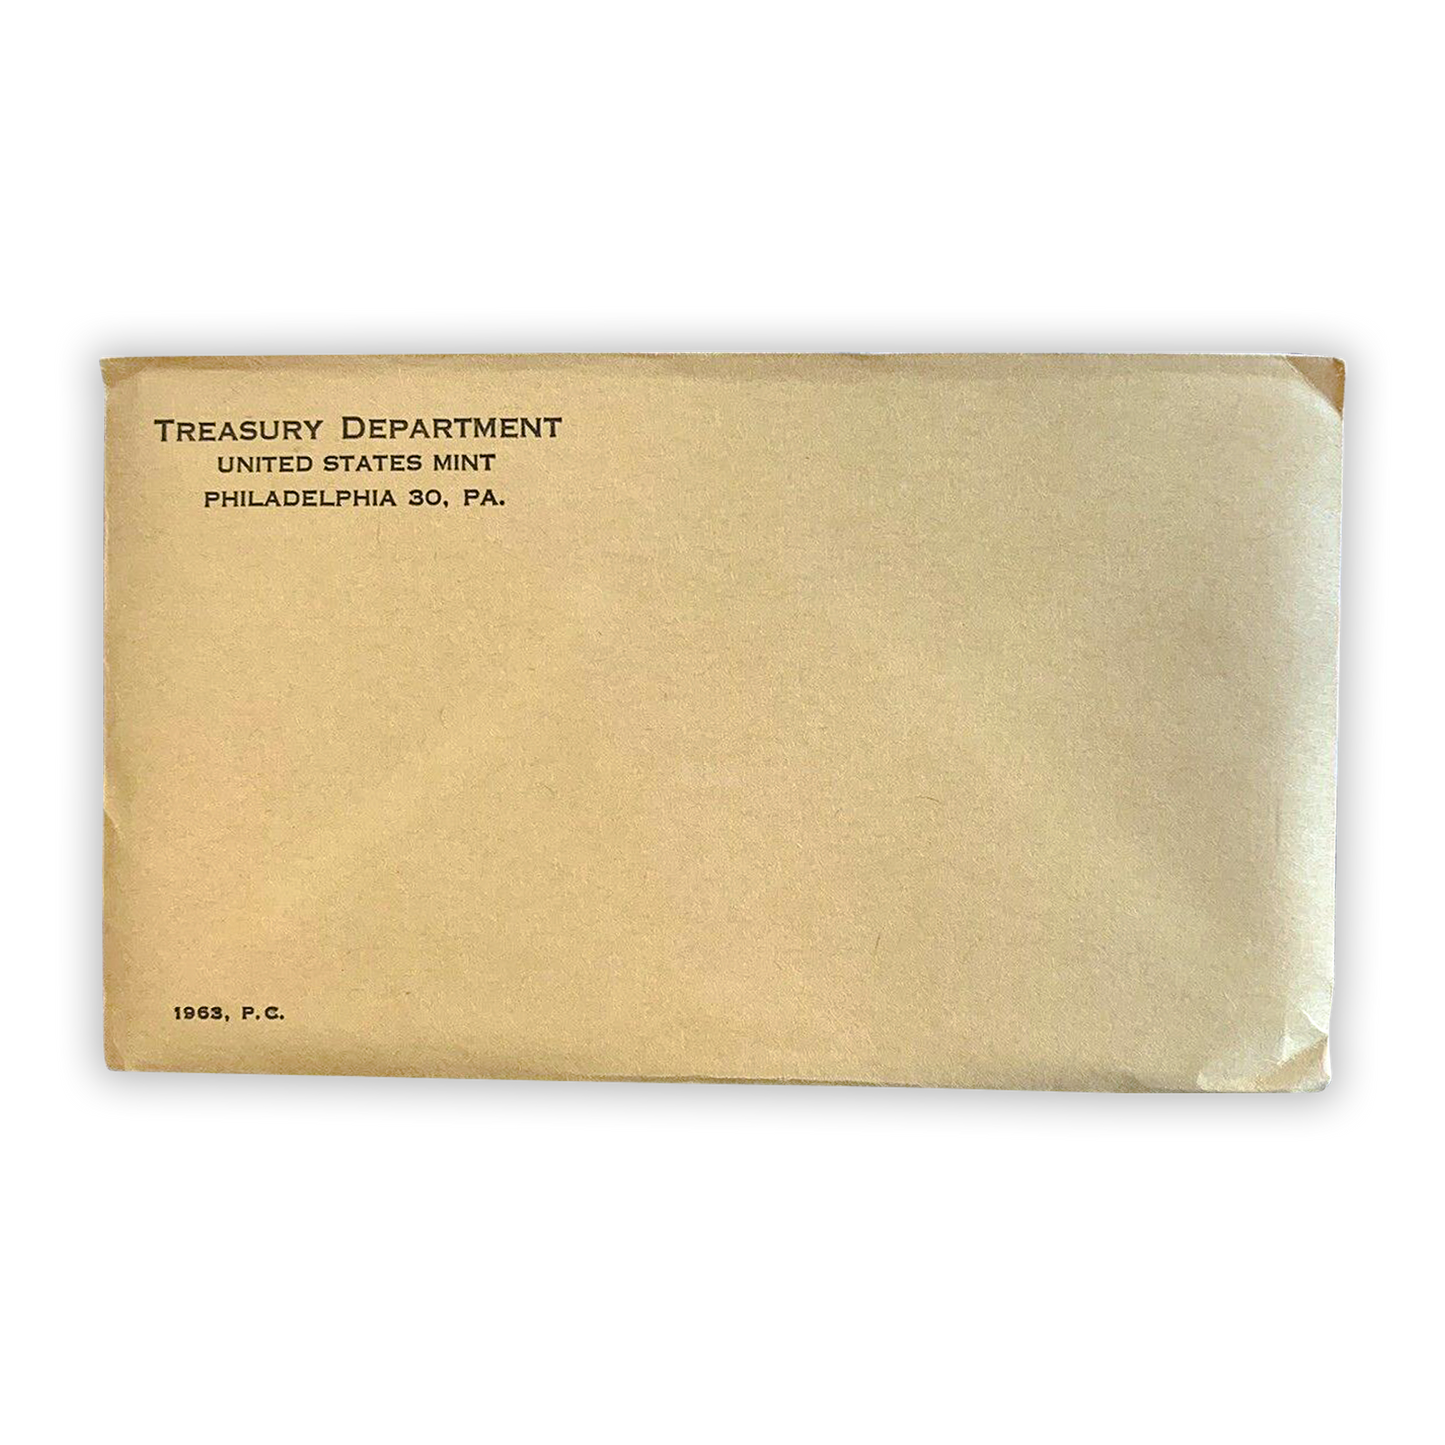 TREASURY DEPARTMENT
UNITED STATES MINT
PHILADELPHIA 30, PA.
1963, P.C.